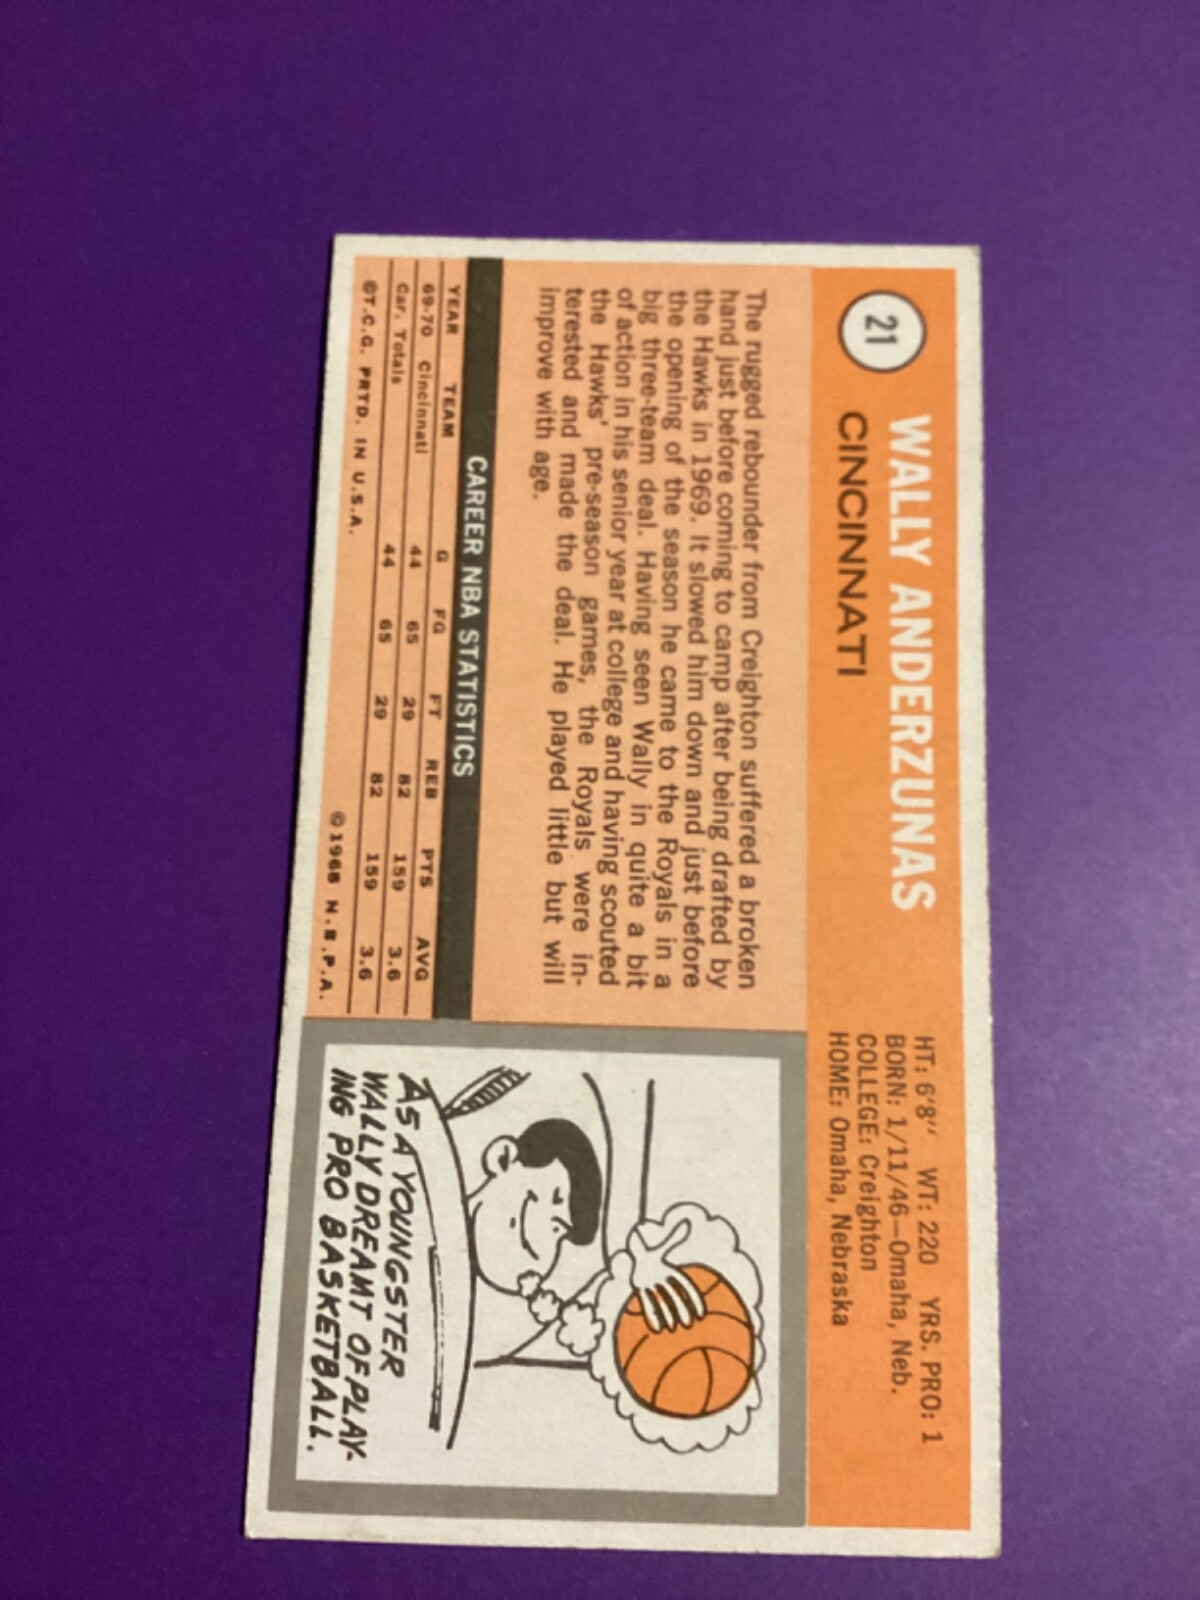 21
WALLY ANDERZUNAS
CINCINNATI
HT: 6'8" WT: 220 YRS. PRO: 1
BORN: 1/11/46—Omaha, Neb.
COLLEGE: Creighton
HOME: Omaha, Nebraska
The rugged rebounder from Creighton suffered a broken
hand just before coming to camp after being drafted by
the Hawks in 1969. It slowed him down and just before
the opening of the season he came to the Royals in a
big three-team deal. Having seen Wally in quite a bit
of action in his senior year at college and having scouted
the Hawks' pre-season games, the Royals were in-
terested and made the deal. He played little but will
improve with age.
CAREER NBA STATISTICS
YEAR TEAM G FG FT REB PTS AVG
69-70 Cincinnati 44 65 29 82 159 3.6
Car. Totals 44 65 29 82 159 3.6
©T.C.G. PRTD. IN U.S.A. ©1968 N.B.P.A.
AS A YOUNGSTER
WALLY DREAMT OF PLAY-
ING PRO BASKETBALL.